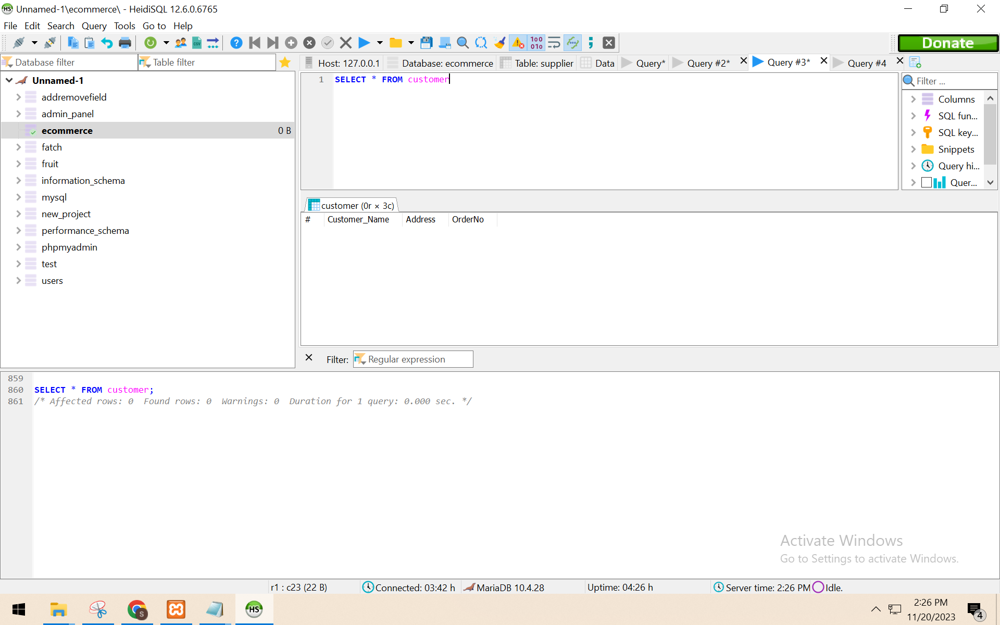 Unnamed-1\ecommerce\ - HeidiSQL 12.6.0.6765
File Edit Search Query Tools Go to Help
Donate
Database filter
Table filter
Host: 127.0.0.1
Database: ecommerce
Table: supplier
Data
Query*
Query #2*
Query #3*
Query #4
Unnamed-1
addremovefield
admin_panel
ecommerce 0 B
fatch
fruit
information_schema
mysql
new_project
performance_schema
phpmyadmin
test
users
1 SELECT * FROM customer
Filter ...
Columns
SQL fun...
SQL key...
Snippets
Query hi...
Quer...
customer (0r × 3c)
# Customer_Name Address OrderNo
Filter: Regular expression
859
860 SELECT * FROM customer;
861 /* Affected rows: 0 Found rows: 0 Warnings: 0 Duration for 1 query: 0.000 sec. */
Activate Windows
Go to Settings to activate Windows.
r1 : c23 (22 B)
Connected: 03:42 h
MariaDB 10.4.28
Uptime: 04:26 h
Server time: 2:26 PM
Idle.
HS
S
2:26 PM
11/20/2023
4